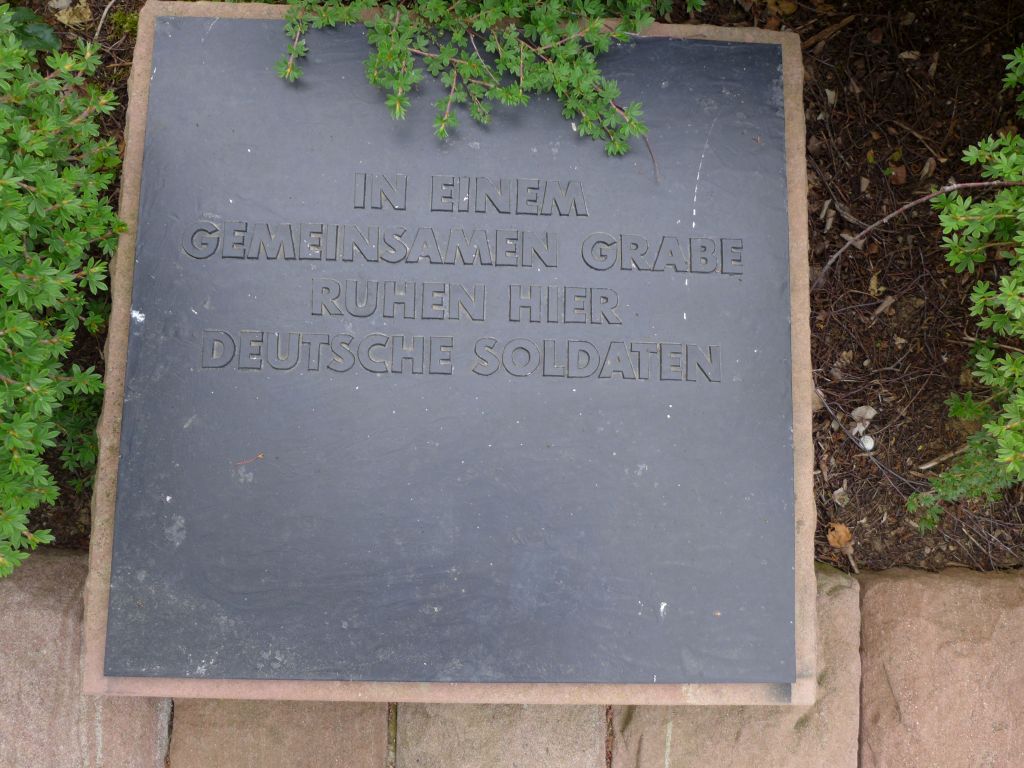 IN EINEM
GEMEINSAMEN GRABE
RUHEN HIER
DEUTSCHE SOLDATEN